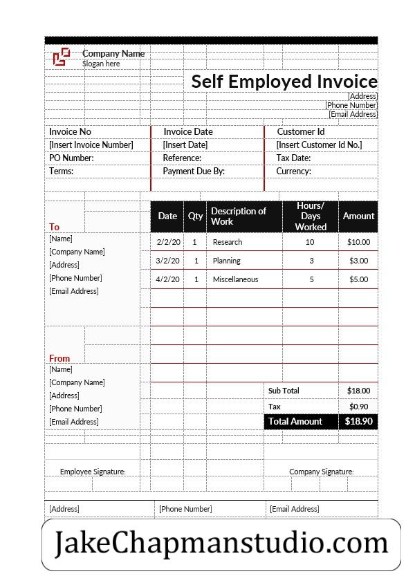 Company Name
Slogan here
Self Employed Invoice
[Address]
[Phone Number]
[Email Address]
Invoice No Invoice Date Customer Id
[Insert Invoice Number] [Insert Date] [Insert Customer Id No.]
PO Number: Reference: Tax Date:
Terms: Payment Due By: Currency:
To
[Name]
[Company Name]
[Address]
[Phone Number]
[Email Address]
Date Qty Description of Work Hours/ Days Worked Amount
2/2/20 1 Research 10 $10.00
3/2/20 1 Planning 3 $3.00
4/2/20 1 Miscellaneous 5 $5.00
From
[Name]
[Company Name]
[Address]
[Phone Number]
[Email Address]
Sub Total $18.00
Tax $0.90
Total Amount $18.90
Employee Signature: Company Signature:
[Address] [Phone Number] [Email Address]
JakeChapmanstudio.com